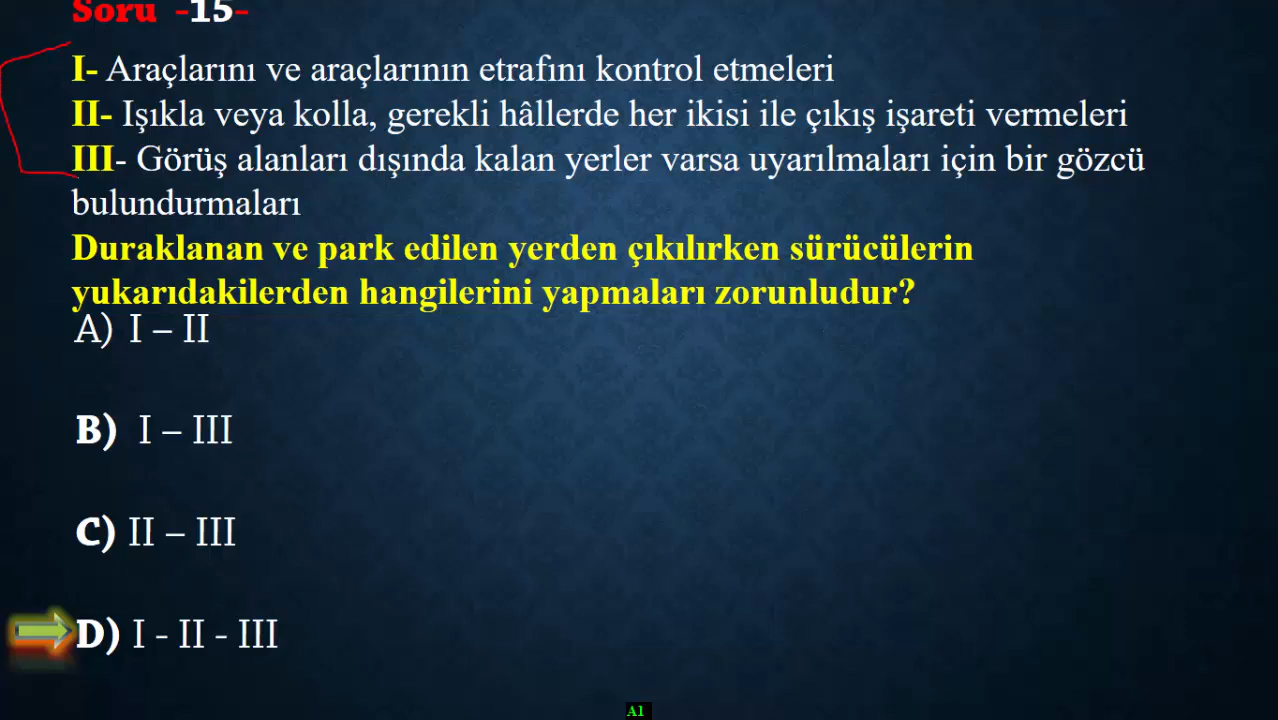 Soru -15-
I- Araçlarını ve araçlarının etrafını kontrol etmeleri
II- Işıkla veya kolla, gerekli hâllerde her ikisi ile çıkış işareti vermeleri
III- Görüş alanları dışında kalan yerler varsa uyarılmaları için bir gözcü
bulundurmaları
Duraklanan ve park edilen yerden çıkılırken sürücülerin
yukarıdakilerden hangilerini yapmaları zorunludur?
A) I – II
B) I – III
C) II – III
D) I - II - III
A1